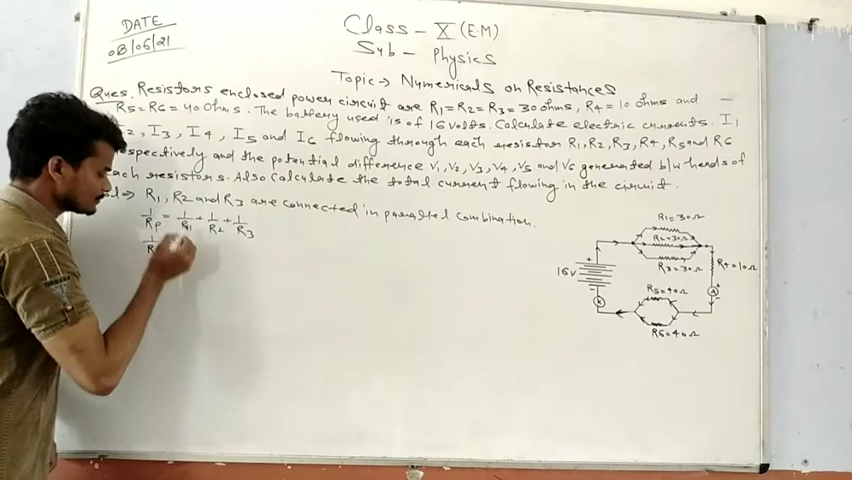 DATE
08/05/21
Class - X (E.M)
Sub - Physics
Topic → Numericals on Resistances
Ques. Resistors enclosed power circuit are R1=R2=R3=30 ohms, R4=10 ohms and
R5=R6=40 ohms. The battery used is of 16 volts. Calculate electric currents. I1
I2, I3, I4, I5 and I6 flowing through each resistor R1, R2, R3, R4, R5 and R6
respectively and the potential difference V1, V2, V3, V4, V5 and V6 generated b/w heads of
each resistors. Also Calculate the total current flowing in the circuit.
⇒ R1, R2 and R3 are connected in parallel combination.
1/Rp = 1/R1 + 1/R2 + 1/R3
1/R
R1=30Ω
R2=30Ω
R3=30Ω
R4=10Ω
16V
+
-
A
+
-
R5=40Ω
K
R6=40Ω